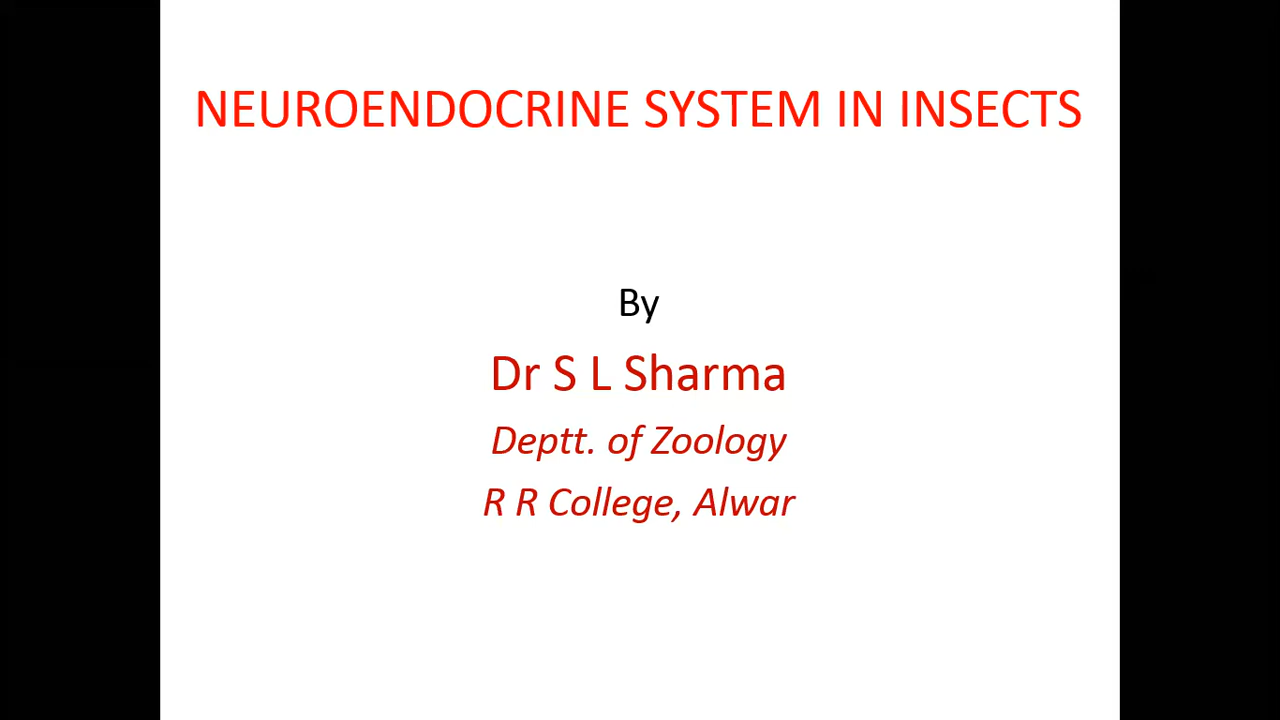 NEUROENDOCRINE SYSTEM IN INSECTS
By
Dr S L Sharma
Deptt. of Zoology
R R College, Alwar